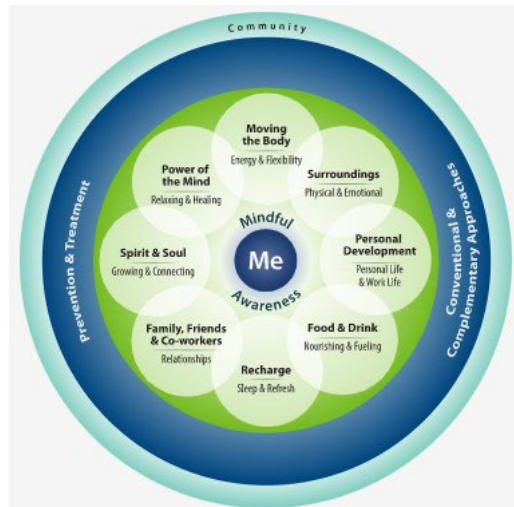 Community
Prevention & Treatment
Conventional &
Complementary Approaches
Moving
the Body
Energy & Flexibility
Surroundings
Physical & Emotional
Personal
Development
Personal Life
& Work Life
Food & Drink
Nourishing & Fueling
Recharge
Sleep & Refresh
Family, Friends
& Co-workers
Relationships
Spirit & Soul
Growing & Connecting
Power of
the Mind
Relaxing & Healing
Mindful
Me
Awareness